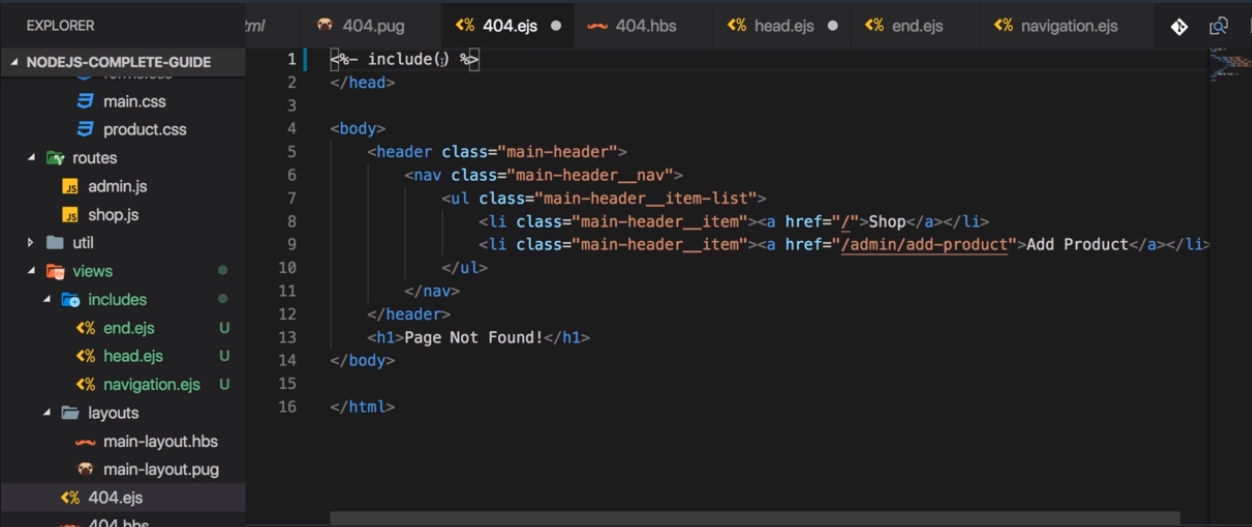 EXPLORER
tml
404.pug
404.ejs
404.hbs
head.ejs
end.ejs
navigation.ejs
NODEJS-COMPLETE-GUIDE
main.css
product.css
routes
JS admin.js
JS shop.js
util
views
includes
end.ejs U
head.ejs U
navigation.ejs U
layouts
main-layout.hbs
main-layout.pug
404.ejs
404.hbs
1 <%- include() %>
2 </head>
3
4 <body>
5 <header class="main-header">
6 <nav class="main-header__nav">
7 <ul class="main-header__item-list">
8 <li class="main-header__item"><a href="/">Shop</a></li>
9 <li class="main-header__item"><a href="/admin/add-product">Add Product</a></li>
10 </ul>
11 </nav>
12 </header>
13 <h1>Page Not Found!</h1>
14 </body>
15
16 </html>